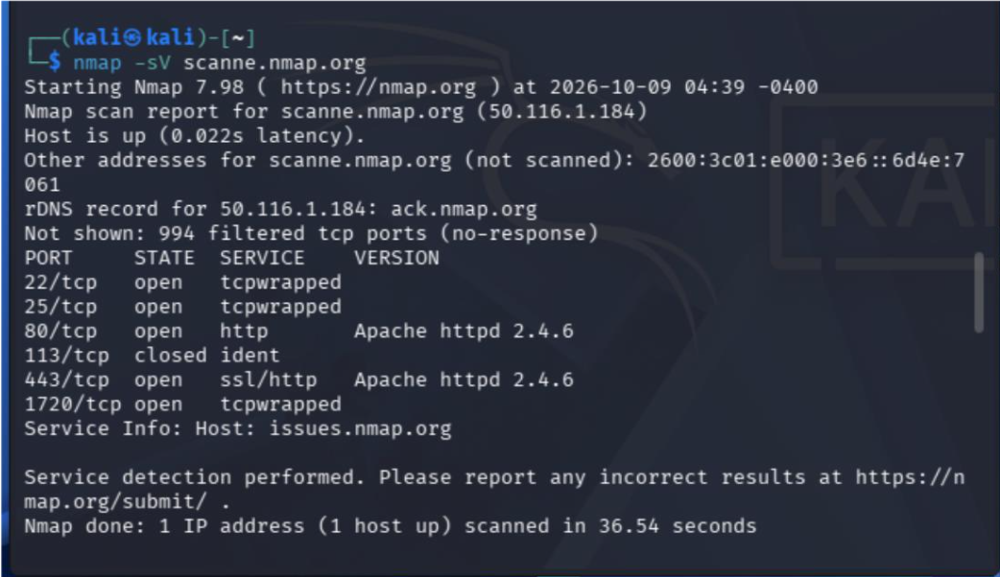 ┌──(kali㉿kali)-[~]
└─$ nmap -sV scanne.nmap.org
Starting Nmap 7.98 ( https://nmap.org ) at 2026-10-09 04:39 -0400
Nmap scan report for scanne.nmap.org (50.116.1.184)
Host is up (0.022s latency).
Other addresses for scanne.nmap.org (not scanned): 2600:3c01:e000:3e6::6d4e:7
061
rDNS record for 50.116.1.184: ack.nmap.org
Not shown: 994 filtered tcp ports (no-response)
PORT     STATE  SERVICE    VERSION
22/tcp   open   tcpwrapped
25/tcp   open   tcpwrapped
80/tcp   open   http       Apache httpd 2.4.6
113/tcp  closed ident
443/tcp  open   ssl/http   Apache httpd 2.4.6
1720/tcp open   tcpwrapped
Service Info: Host: issues.nmap.org

Service detection performed. Please report any incorrect results at https://n
map.org/submit/ .
Nmap done: 1 IP address (1 host up) scanned in 36.54 seconds